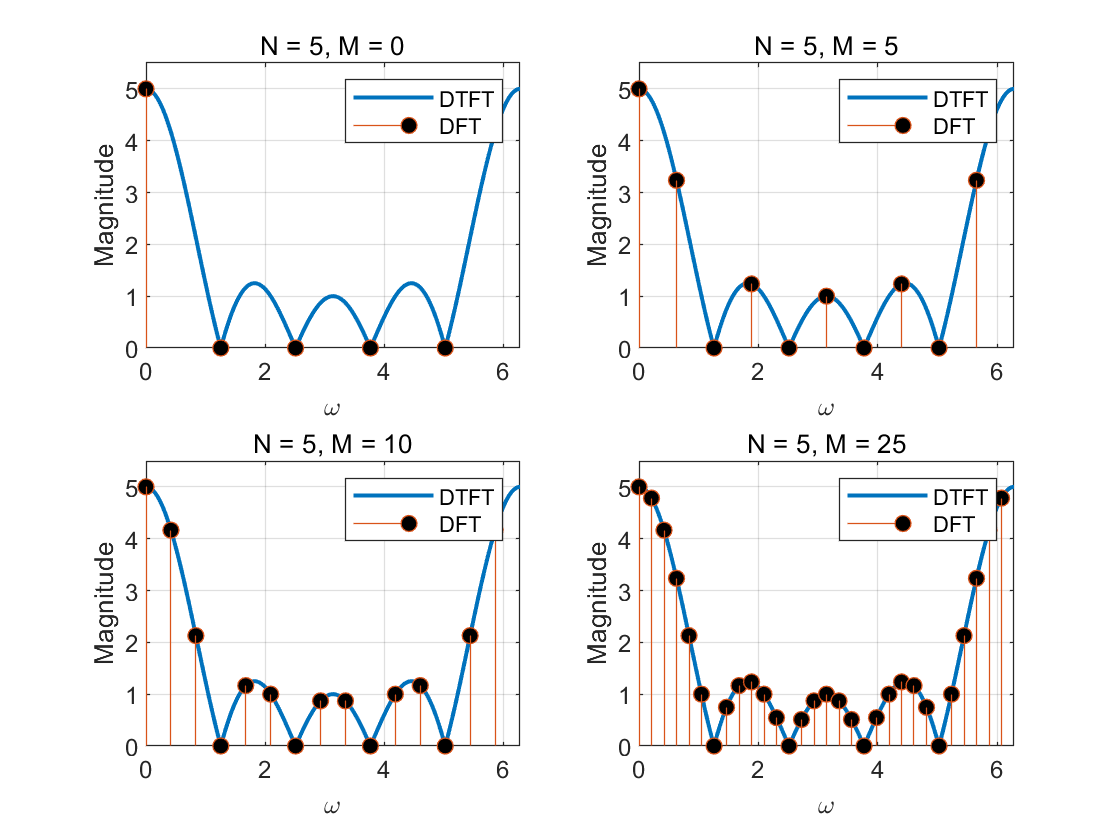 N = 5, M = 0
5
4
3
2
1
0
Magnitude
DTFT
DFT
0 2 4 6
ω
N = 5, M = 5
5
4
3
2
1
0
Magnitude
DTFT
DFT
0 2 4 6
ω
N = 5, M = 10
5
4
3
2
1
0
Magnitude
DTFT
DFT
0 2 4 6
ω
N = 5, M = 25
5
4
3
2
1
0
Magnitude
DTFT
DFT
0 2 4 6
ω